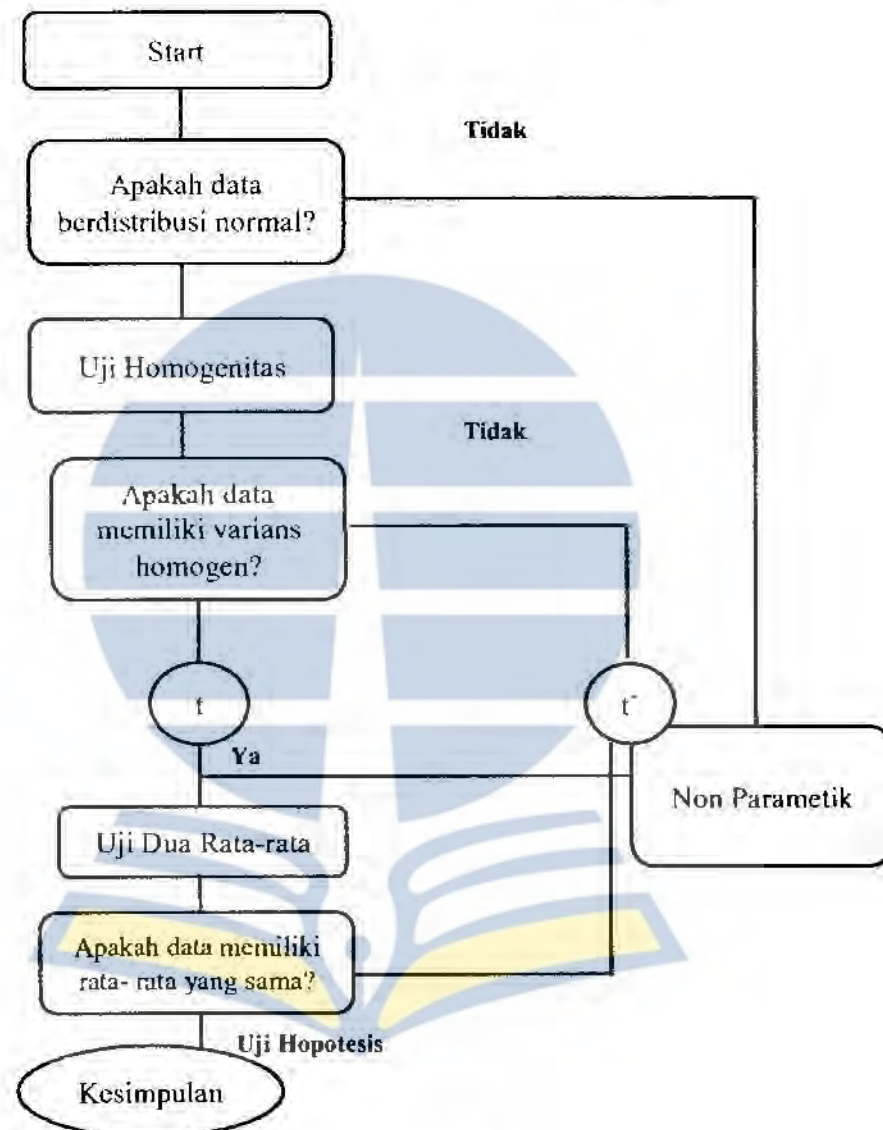 Start
Tidak
Apakah data
berdistribusi normal?
Uji Homogenitas
Tidak
Apakah data
memiliki varians
homogen?
t
t-
Ya
Non Parametik
Uji Dua Rata-rata
Apakah data memiliki
rata- rata yang sama?
Uji Hopotesis
Kesimpulan